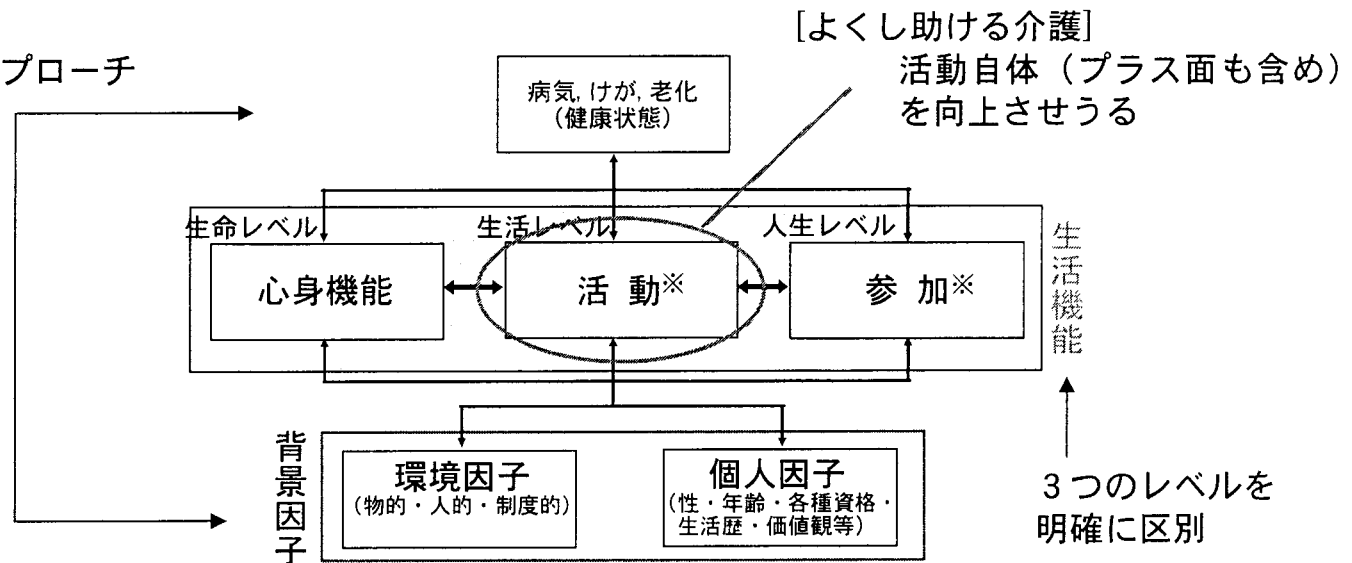 [よくし助ける介護]
活動自体（プラス面も含め）
を向上させうる
プローチ
病気, けが, 老化
（健康状態）
生命レベル
生活レベル
人生レベル
心身機能
活 動※
参 加※
生活機能
背景因子
環境因子
（物的・人的・制度的）
個人因子
（性・年齢・各種資格・
生活歴・価値観等）
3つのレベルを
明確に区別